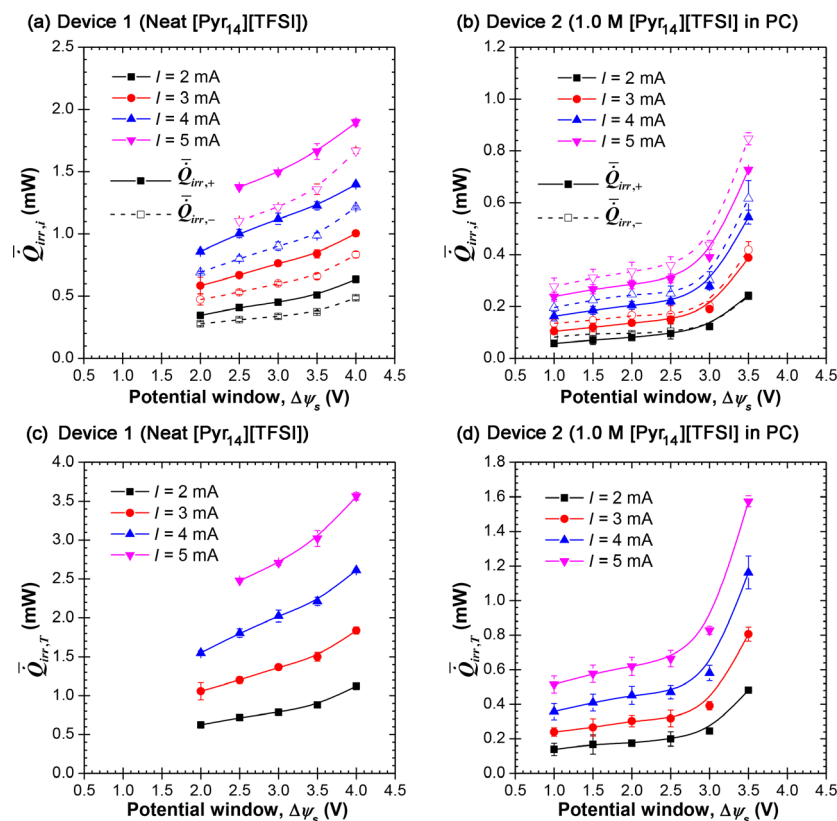 (a) Device 1 (Neat [Pyr₁₄][TFSI])
2.5
2.0
1.5
1.0
0.5
0.0
Q̇̄irr,i (mW)
I = 2 mA
I = 3 mA
I = 4 mA
I = 5 mA
Q̇̄irr,+
Q̇̄irr,-
0.5 1.0 1.5 2.0 2.5 3.0 3.5 4.0 4.5
Potential window, Δψs (V)
(b) Device 2 (1.0 M [Pyr₁₄][TFSI] in PC)
1.2
1.0
0.8
0.6
0.4
0.2
0.0
Q̇̄irr,i (mW)
I = 2 mA
I = 3 mA
I = 4 mA
I = 5 mA
Q̇̄irr,+
Q̇̄irr,-
0.5 1.0 1.5 2.0 2.5 3.0 3.5 4.0 4.5
Potential window, Δψs (V)
(c) Device 1 (Neat [Pyr₁₄][TFSI])
4.0
3.5
3.0
2.5
2.0
1.5
1.0
0.5
0.0
Q̇̄irr,T (mW)
I = 2 mA
I = 3 mA
I = 4 mA
I = 5 mA
0.5 1.0 1.5 2.0 2.5 3.0 3.5 4.0 4.5
Potential window, Δψs (V)
(d) Device 2 (1.0 M [Pyr₁₄][TFSI] in PC)
1.8
1.6
1.4
1.2
1.0
0.8
0.6
0.4
0.2
0.0
Q̇̄irr,T (mW)
I = 2 mA
I = 3 mA
I = 4 mA
I = 5 mA
0.5 1.0 1.5 2.0 2.5 3.0 3.5 4.0 4.5
Potential window, Δψs (V)